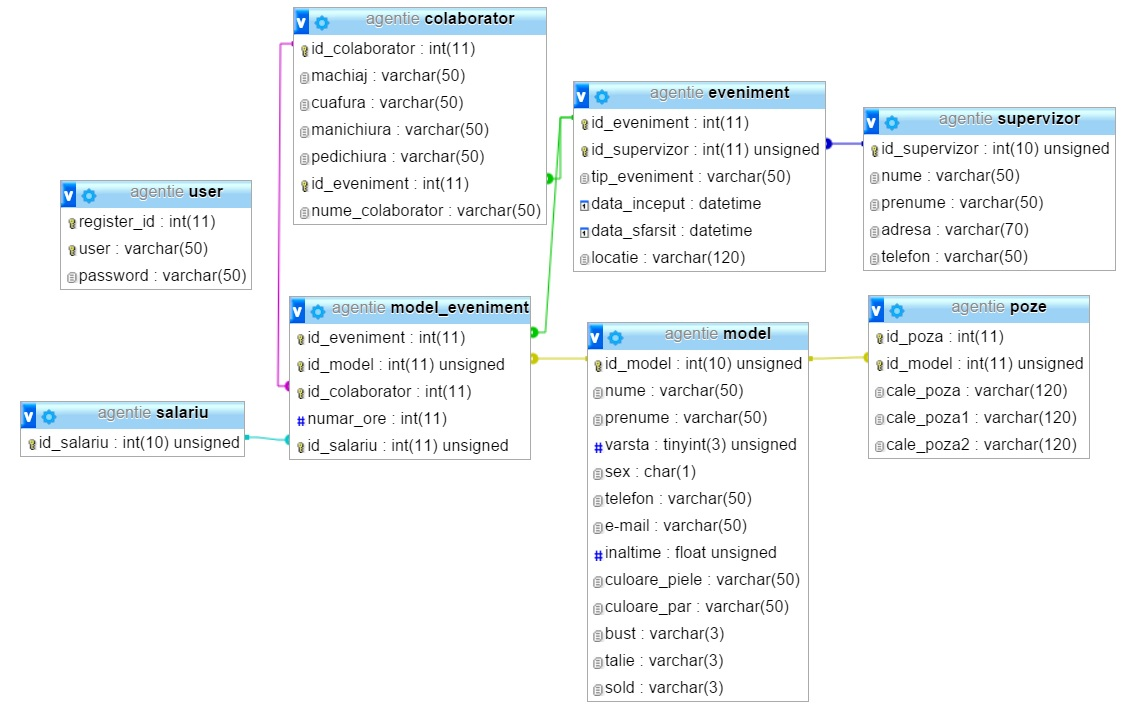 agentie colaborator
id_colaborator : int(11)
machiaj : varchar(50)
cuafura : varchar(50)
manichiura : varchar(50)
pedichiura : varchar(50)
id_eveniment : int(11)
nume_colaborator : varchar(50)
agentie eveniment
id_eveniment : int(11)
id_supervizor : int(11) unsigned
tip_eveniment : varchar(50)
data_inceput : datetime
data_sfarsit : datetime
locatie : varchar(120)
agentie supervizor
id_supervizor : int(10) unsigned
nume : varchar(50)
prenume : varchar(50)
adresa : varchar(70)
telefon : varchar(50)
agentie user
register_id : int(11)
user : varchar(50)
password : varchar(50)
agentie model_eveniment
id_eveniment : int(11)
id_model : int(11) unsigned
id_colaborator : int(11)
numar_ore : int(11)
id_salariu : int(11) unsigned
agentie model
id_model : int(10) unsigned
nume : varchar(50)
prenume : varchar(50)
varsta : tinyint(3) unsigned
sex : char(1)
telefon : varchar(50)
e-mail : varchar(50)
inaltime : float unsigned
culoare_piele : varchar(50)
culoare_par : varchar(50)
bust : varchar(3)
talie : varchar(3)
sold : varchar(3)
agentie poze
id_poza : int(11)
id_model : int(11) unsigned
cale_poza : varchar(120)
cale_poza1 : varchar(120)
cale_poza2 : varchar(120)
agentie salariu
id_salariu : int(10) unsigned